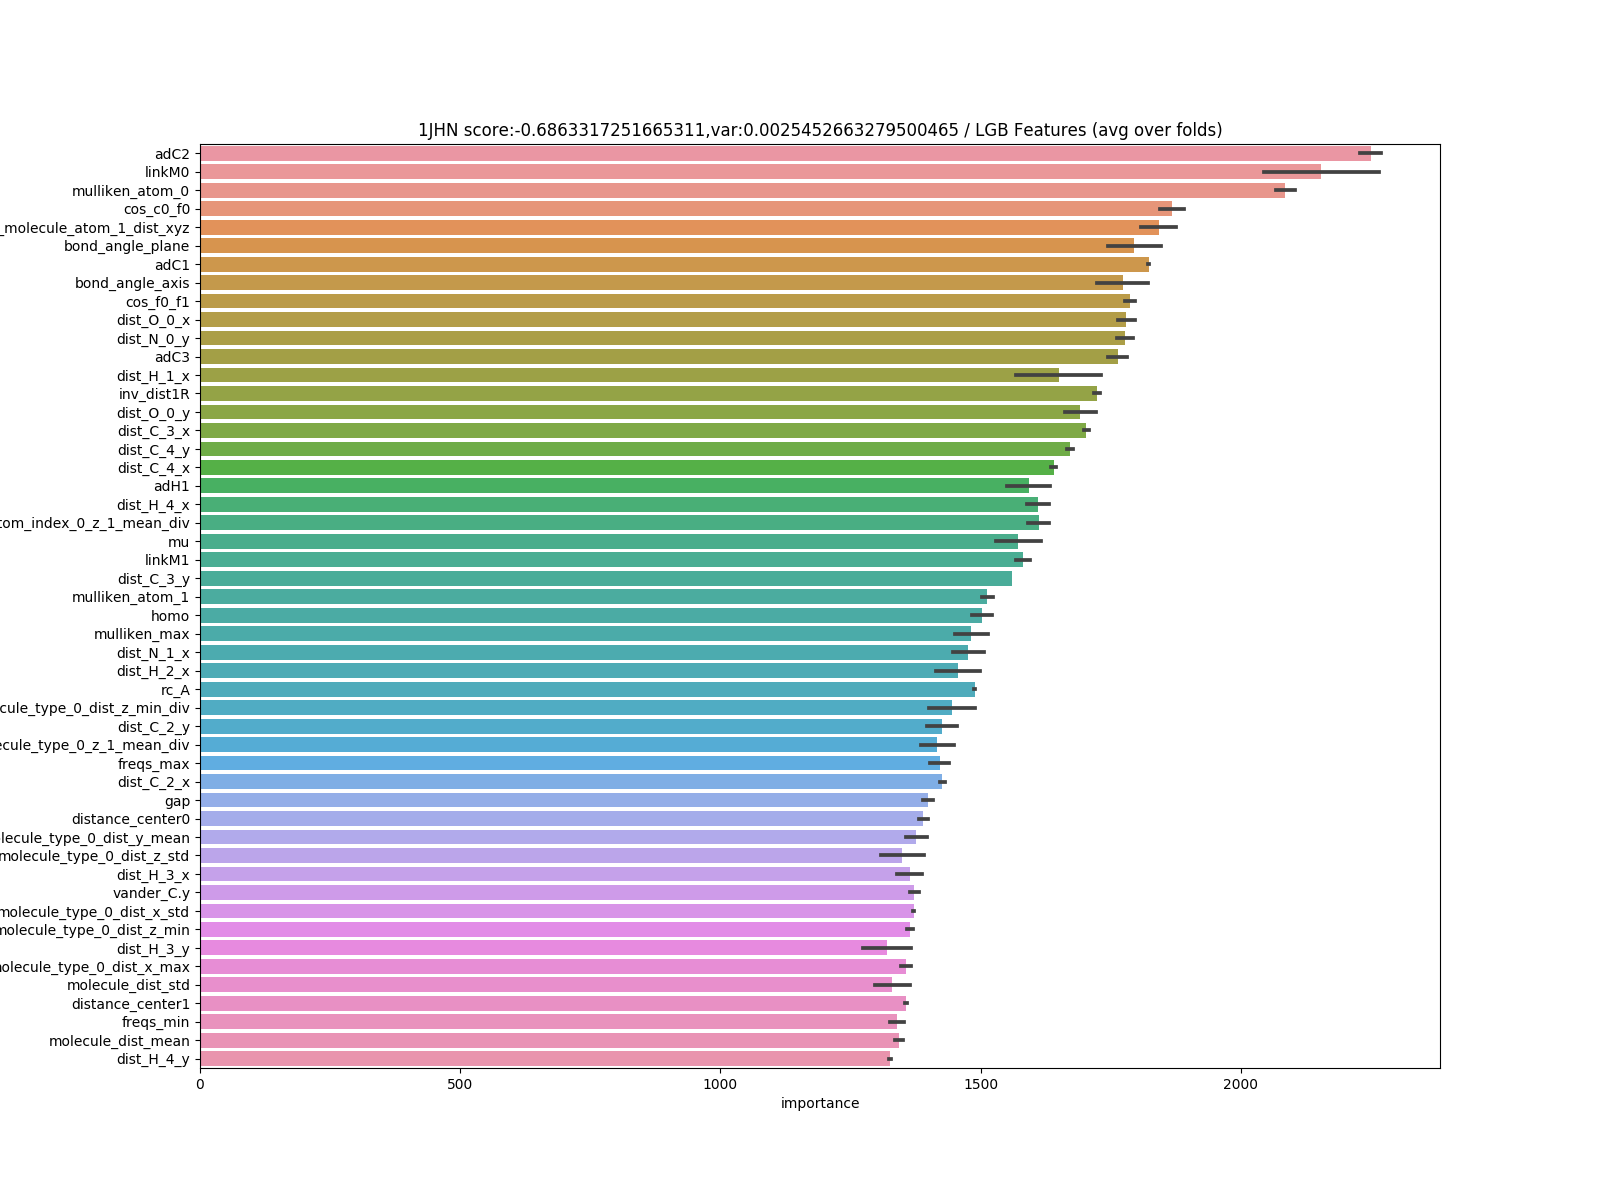 1JHN score:-0.6863317251665311,var:0.0025452663279500465 / LGB Features (avg over folds)
adC2
linkM0
mulliken_atom_0
cos_c0_f0
_molecule_atom_1_dist_xyz
bond_angle_plane
adC1
bond_angle_axis
cos_f0_f1
dist_O_0_x
dist_N_0_y
adC3
dist_H_1_x
inv_dist1R
dist_O_0_y
dist_C_3_x
dist_C_4_y
dist_C_4_x
adH1
dist_H_4_x
tom_index_0_z_1_mean_div
mu
linkM1
dist_C_3_y
mulliken_atom_1
homo
mulliken_max
dist_N_1_x
dist_H_2_x
rc_A
cule_type_0_dist_z_min_div
dist_C_2_y
ecule_type_0_z_1_mean_div
freqs_max
dist_C_2_x
gap
distance_center0
lecule_type_0_dist_y_mean
molecule_type_0_dist_z_std
dist_H_3_x
vander_C.y
molecule_type_0_dist_x_std
molecule_type_0_dist_z_min
dist_H_3_y
olecule_type_0_dist_x_max
molecule_dist_std
distance_center1
freqs_min
molecule_dist_mean
dist_H_4_y
0 500 1000 1500 2000
importance